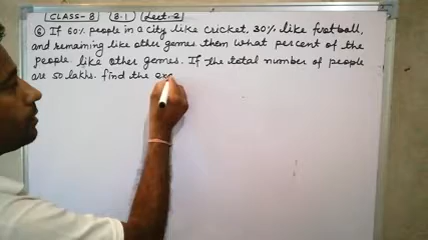 CLASS-8 8.1 Lect.2
⑥ If 60% people in a city like cricket, 30% like football,
and remaining like other games then what percent of the
people like other games. If the total number of people
are 50 lakhs. find the exa